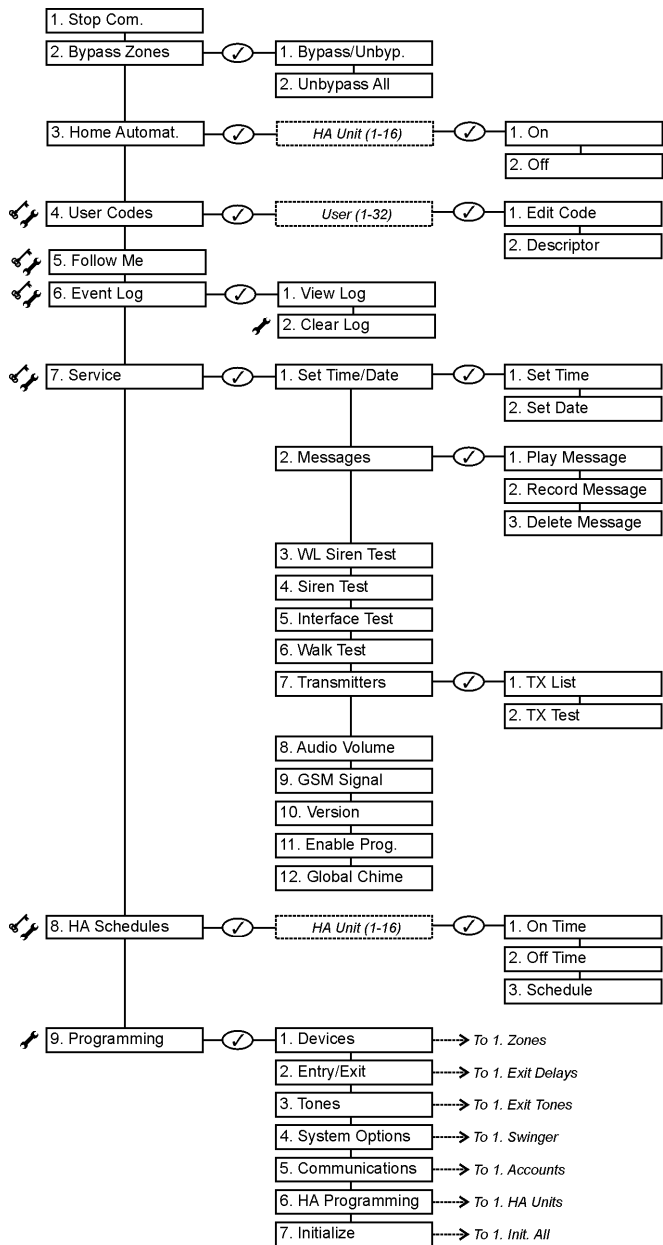 1. Stop Com.
2. Bypass Zones
1. Bypass/Unbyp.
2. Unbypass All
3. Home Automat.
HA Unit (1-16)
1. On
2. Off
4. User Codes
User (1-32)
1. Edit Code
2. Descriptor
5. Follow Me
6. Event Log
1. View Log
2. Clear Log
7. Service
1. Set Time/Date
1. Set Time
2. Set Date
2. Messages
1. Play Message
2. Record Message
3. Delete Message
3. WL Siren Test
4. Siren Test
5. Interface Test
6. Walk Test
7. Transmitters
1. TX List
2. TX Test
8. Audio Volume
9. GSM Signal
10. Version
11. Enable Prog.
12. Global Chime
8. HA Schedules
HA Unit (1-16)
1. On Time
2. Off Time
3. Schedule
9. Programming
1. Devices
To 1. Zones
2. Entry/Exit
To 1. Exit Delays
3. Tones
To 1. Exit Tones
4. System Options
To 1. Swinger
5. Communications
To 1. Accounts
6. HA Programming
To 1. HA Units
7. Initialize
To 1. Init. All